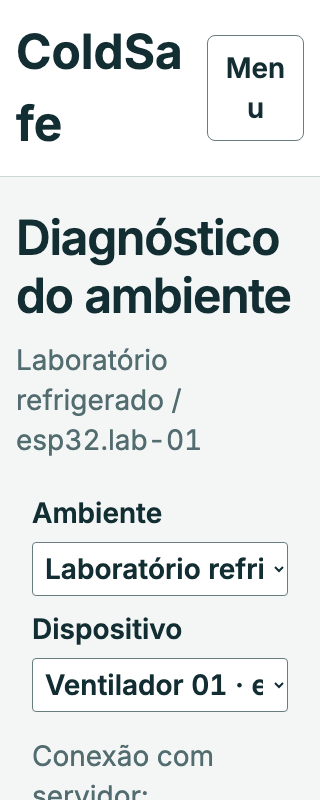 ColdSa
fe
Men
u
Diagnóstico
do ambiente
Laboratório
refrigerado /
esp32.lab-01
Ambiente
Laboratório refri
Dispositivo
Ventilador 01 · e
Conexão com
servidor: